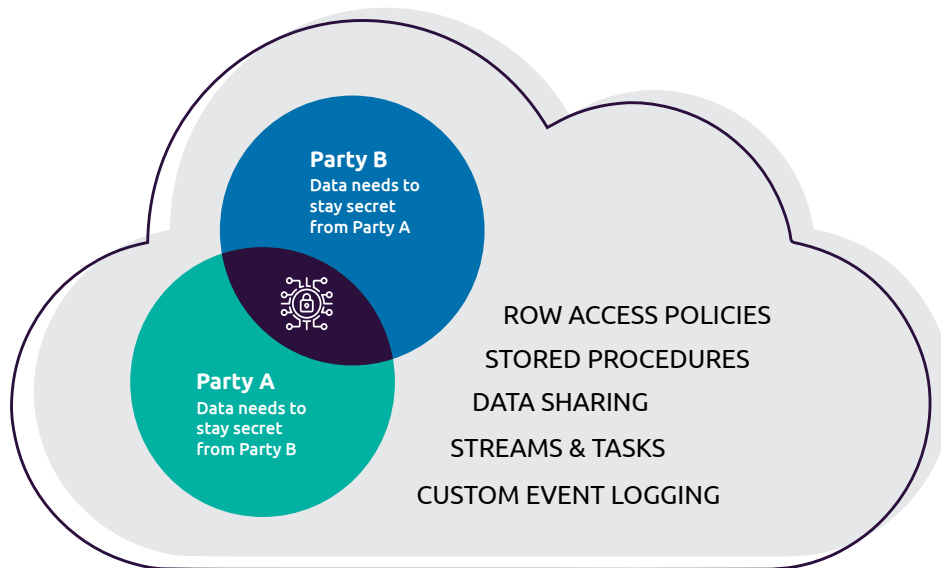 Party B
Data needs to
stay secret
from Party A
ROW ACCESS POLICIES
STORED PROCEDURES
Party A
Data needs to
stay secret
from Party B
DATA SHARING
STREAMS & TASKS
CUSTOM EVENT LOGGING